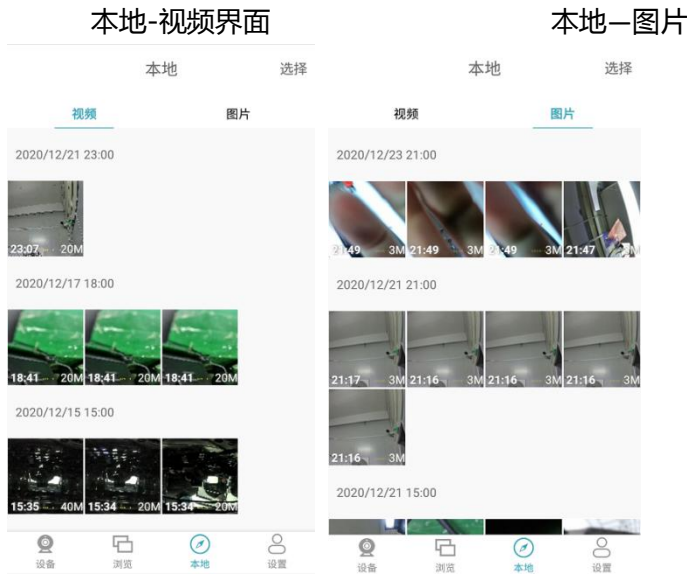 本地-视频界面
本地—图片
本地 选择
视频 图片
2020/12/21 23:00
23:07 20M
2020/12/17 18:00
18:41 20M 18:41 20M 18:41 20M
2020/12/15 15:00
15:35 40M 15:34 20M 15:34 20M
设备 浏览 本地 设置
本地 选择
视频 图片
2020/12/23 21:00
21:49 3M 21:49 3M 21:49 3M 21:47 3M
2020/12/21 21:00
21:17 3M 21:16 3M 21:16 3M 21:16 3M
21:16 3M
2020/12/21 15:00
设备 浏览 本地 设置